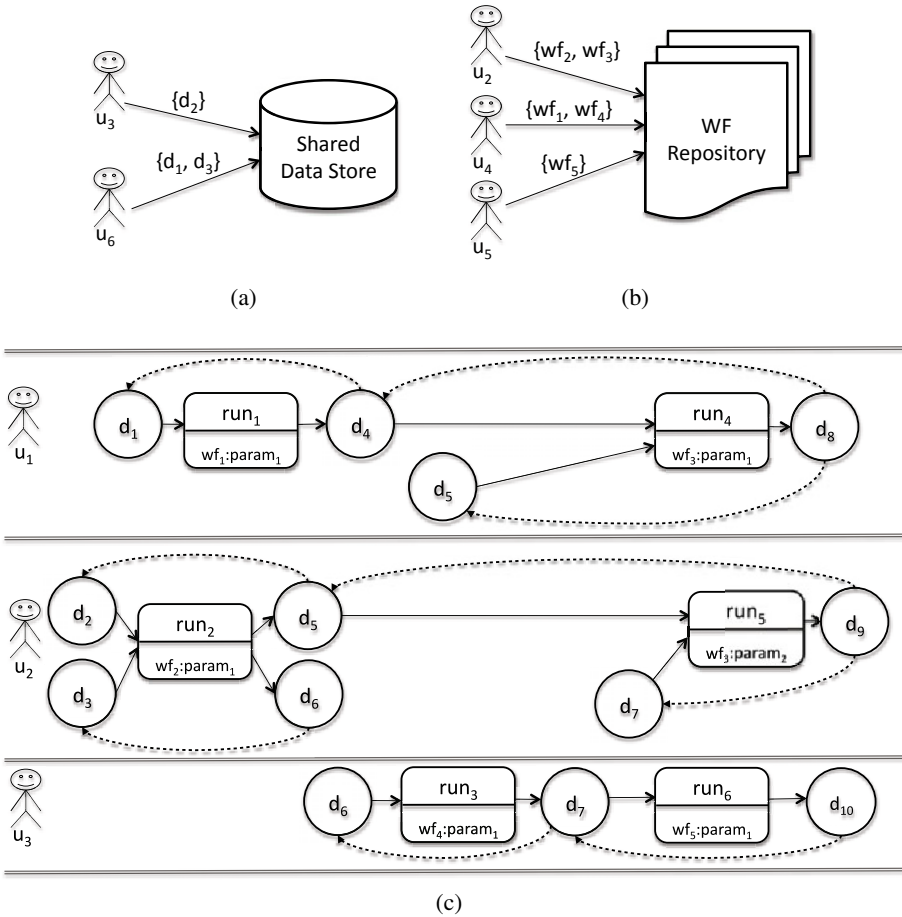 {d₂}
u₃
Shared
Data Store
{d₁, d₃}
u₆
(a)
u₂
{wf₂, wf₃}
{wf₁, wf₄}
u₄
WF
Repository
{wf₅}
u₅
(b)
u₁
d₁
run₁
wf₁:param₁
d₄
d₅
run₄
wf₃:param₁
d₈
u₂
d₂
d₃
run₂
wf₂:param₁
d₅
d₆
run₅
wf₃:param₂
d₇
d₉
u₃
d₆
run₃
wf₄:param₁
d₇
run₆
wf₅:param₁
d₁₀
(c)